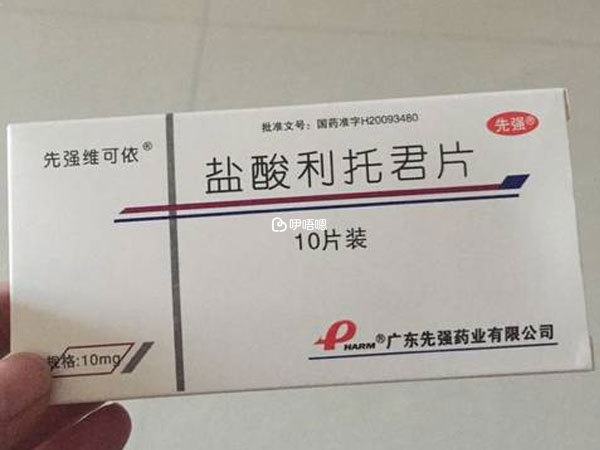 批准文号：国药准字H20093480
先强®
先强维可依®
盐酸利托君片
10片装
咿唔嗯
规格:10mg
PHARM®广东先强药业有限公司